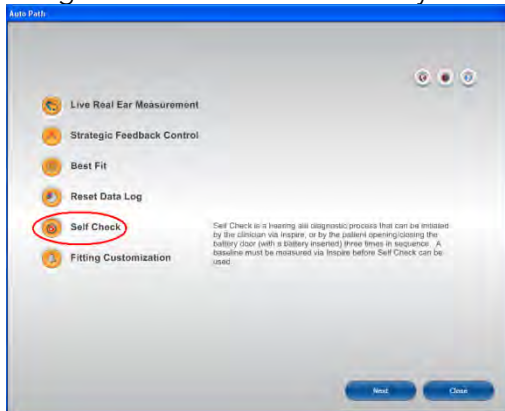 Auto Path
Live Real Ear Measurement
Strategic Feedback Control
Best Fit
Reset Data Log
Self Check
Self Check is a hearing aid diagnostic process that can be initiated
by the clinician via Inspire, or by the patient opening/closing the
battery door (with a battery inserted) three times in sequence. A
baseline must be measured via Inspire before Self Check can be
used
Fitting Customization
Next
Close